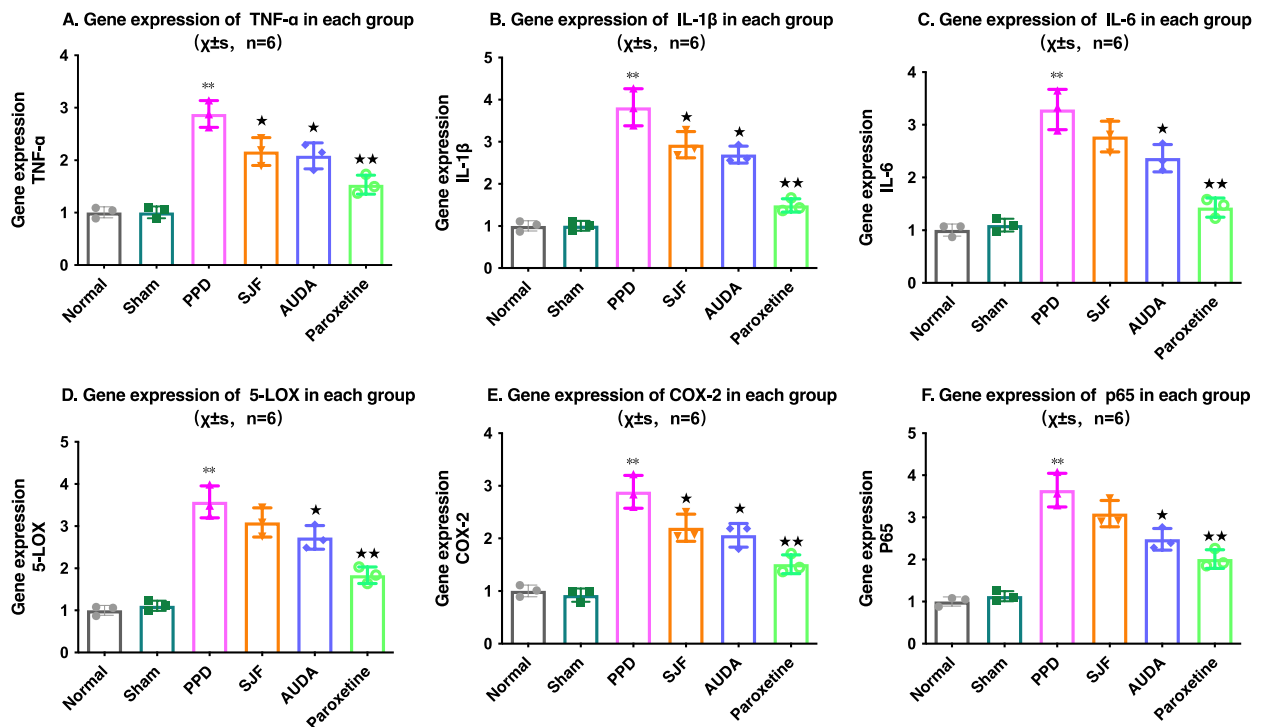 A. Gene expression of TNF-α in each group
(χ±s, n=6)
Gene expression
TNF-α
4
3
2
1
0
**
★
★
★★
Normal
Sham
PPD
SJF
AUDA
Paroxetine
B. Gene expression of IL-1β in each group
(χ±s, n=6)
Gene expression
IL-1β
5
4
3
2
1
0
**
★
★
★★
Normal
Sham
PPD
SJF
AUDA
Paroxetine
C. Gene expression of IL-6 in each group
(χ±s, n=6)
Gene expression
IL-6
4
3
2
1
0
**
★
★★
Normal
Sham
PPD
SJF
AUDA
Paroxetine
D. Gene expression of 5-LOX in each group
(χ±s, n=6)
Gene expression
5-LOX
5
4
3
2
1
0
**
★
★★
Normal
Sham
PPD
SJF
AUDA
Paroxetine
E. Gene expression of COX-2 in each group
(χ±s, n=6)
Gene expression
COX-2
4
3
2
1
0
**
★
★
★★
Normal
Sham
PPD
SJF
AUDA
Paroxetine
F. Gene expression of p65 in each group
(χ±s, n=6)
Gene expression
P65
5
4
3
2
1
0
**
★
★★
Normal
Sham
PPD
SJF
AUDA
Paroxetine